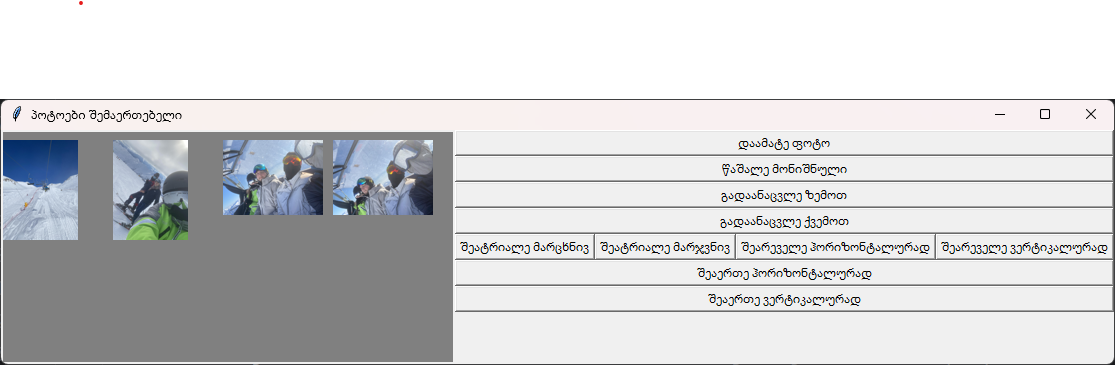 პოტოები შემაერთებელი
დაამატე ფოტო
წაშალე მონიშნული
გადაანაცვლე ზემოთ
გადაანაცვლე ქვემოთ
შეატრიალე მარცხნივ შეატრიალე მარჯვნივ შეარეველე ჰორიზონტალურად შეარეველე ვერტიკალურად
შეაერთე ჰორიზონტალურად
შეაერთე ვერტიკალურად